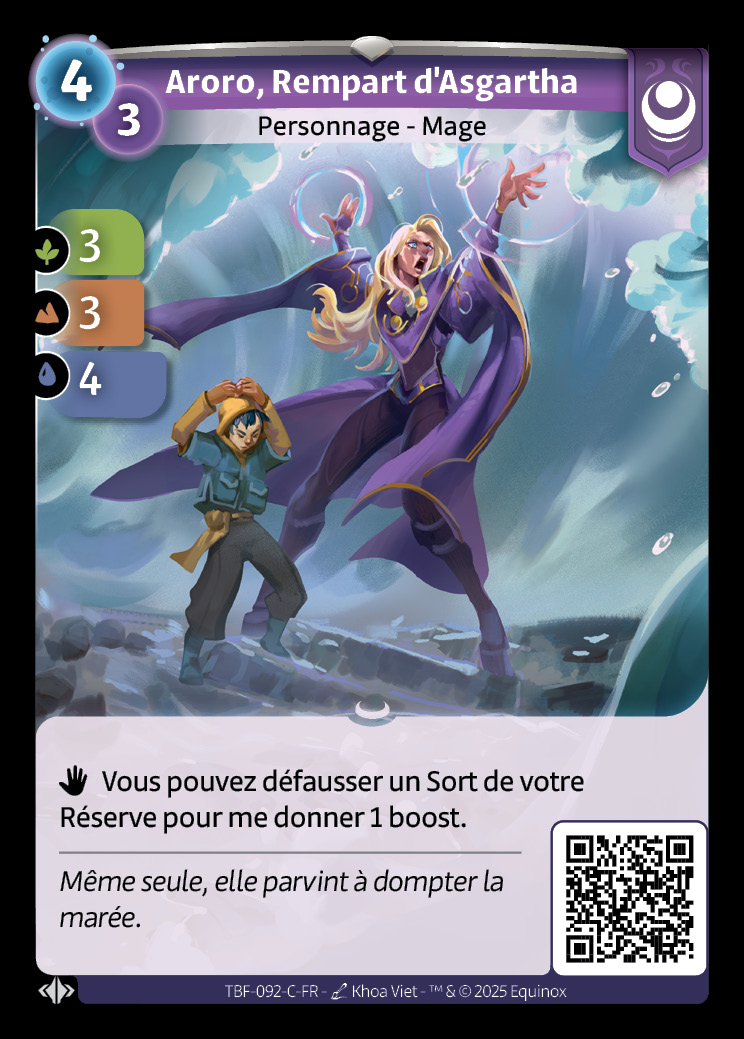 4
Aroro, Rempart d'Asgartha
3
Personnage - Mage
3
3
4
Vous pouvez défausser un Sort de votre
Réserve pour me donner 1 boost.
Même seule, elle parvint à dompter la
marée.
TBF-092-C-FR - Khoa Viet - ™ & © 2025 Equinox